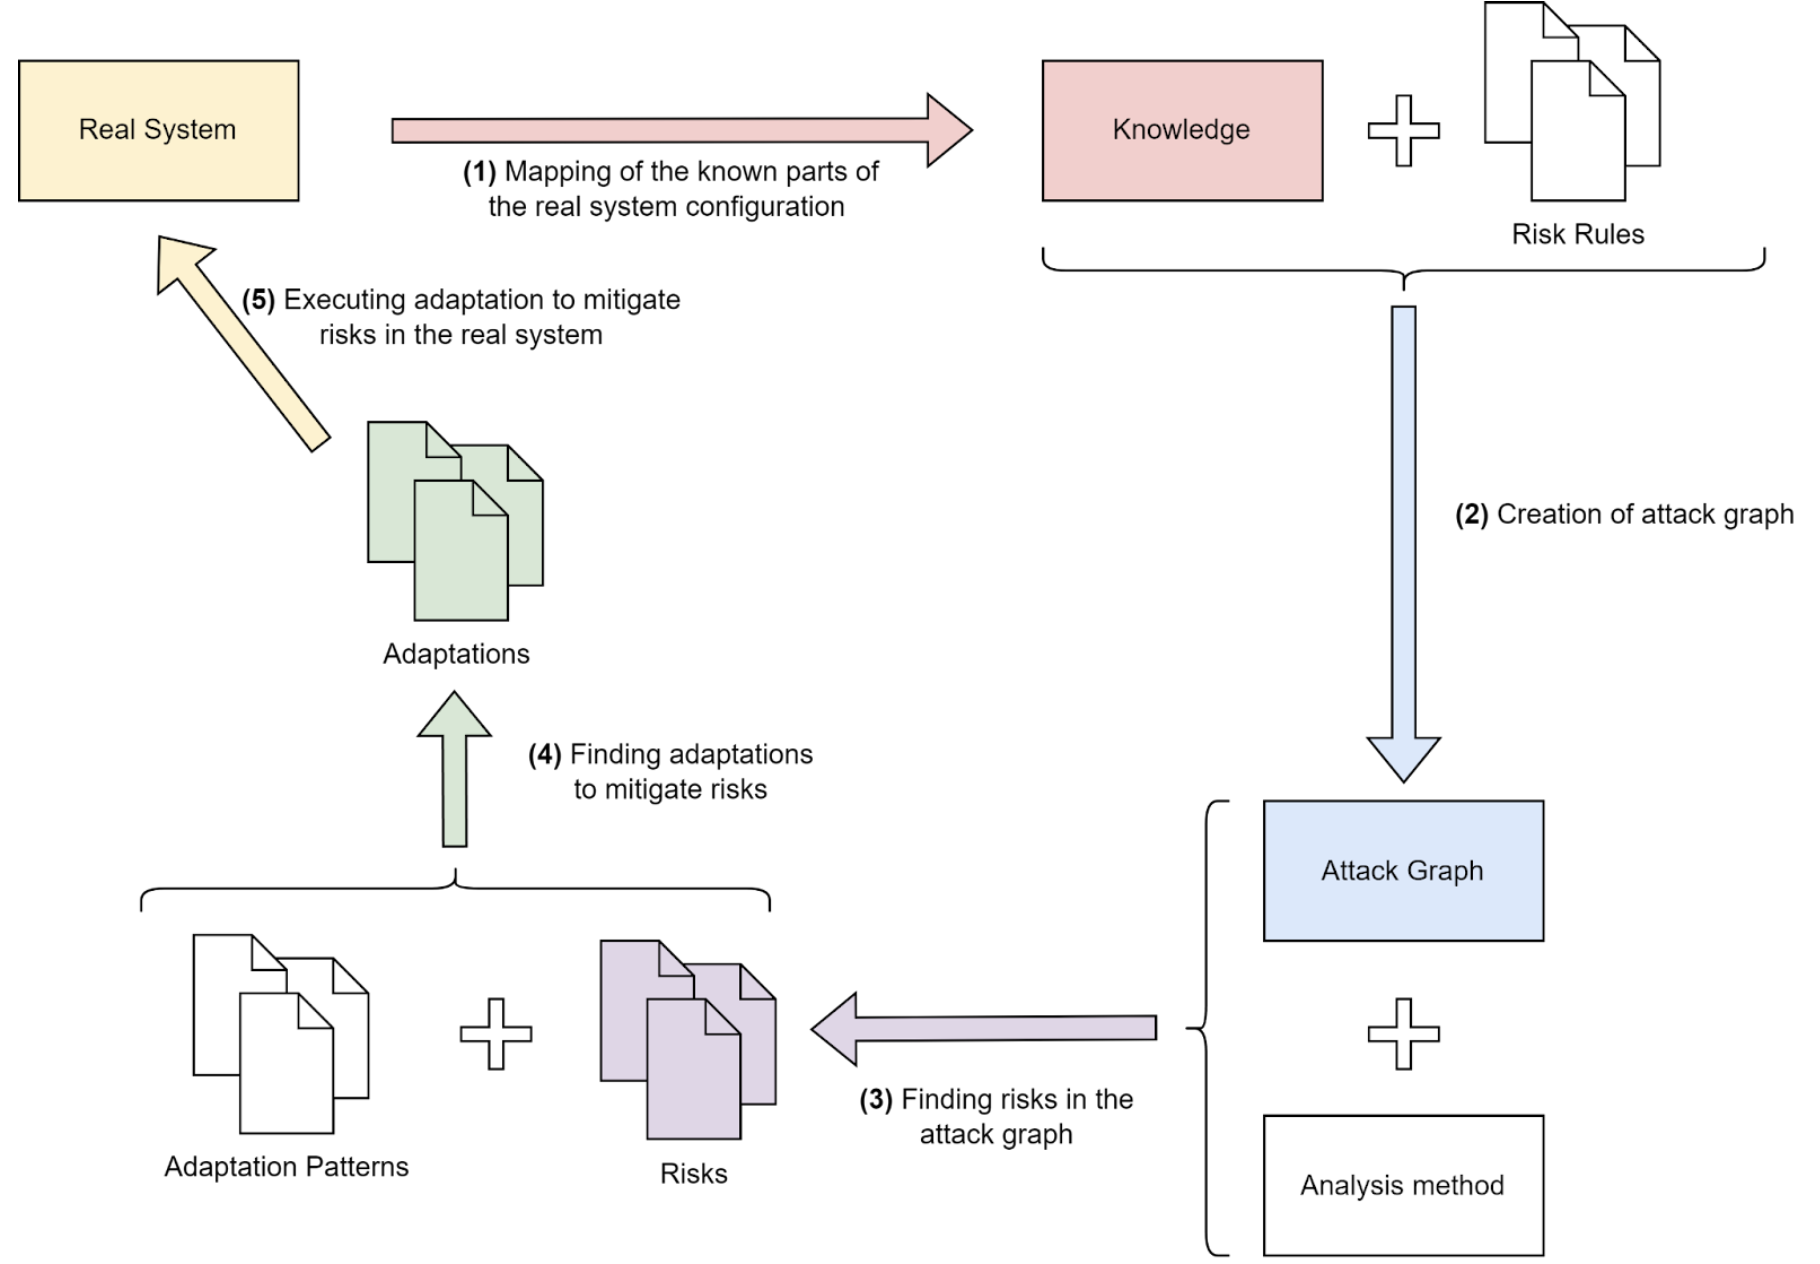 Real System
(1) Mapping of the known parts of
the real system configuration
Knowledge
Risk Rules
(2) Creation of attack graph
Attack Graph
Analysis method
(3) Finding risks in the
attack graph
Risks
Adaptation Patterns
(4) Finding adaptations
to mitigate risks
Adaptations
(5) Executing adaptation to mitigate
risks in the real system